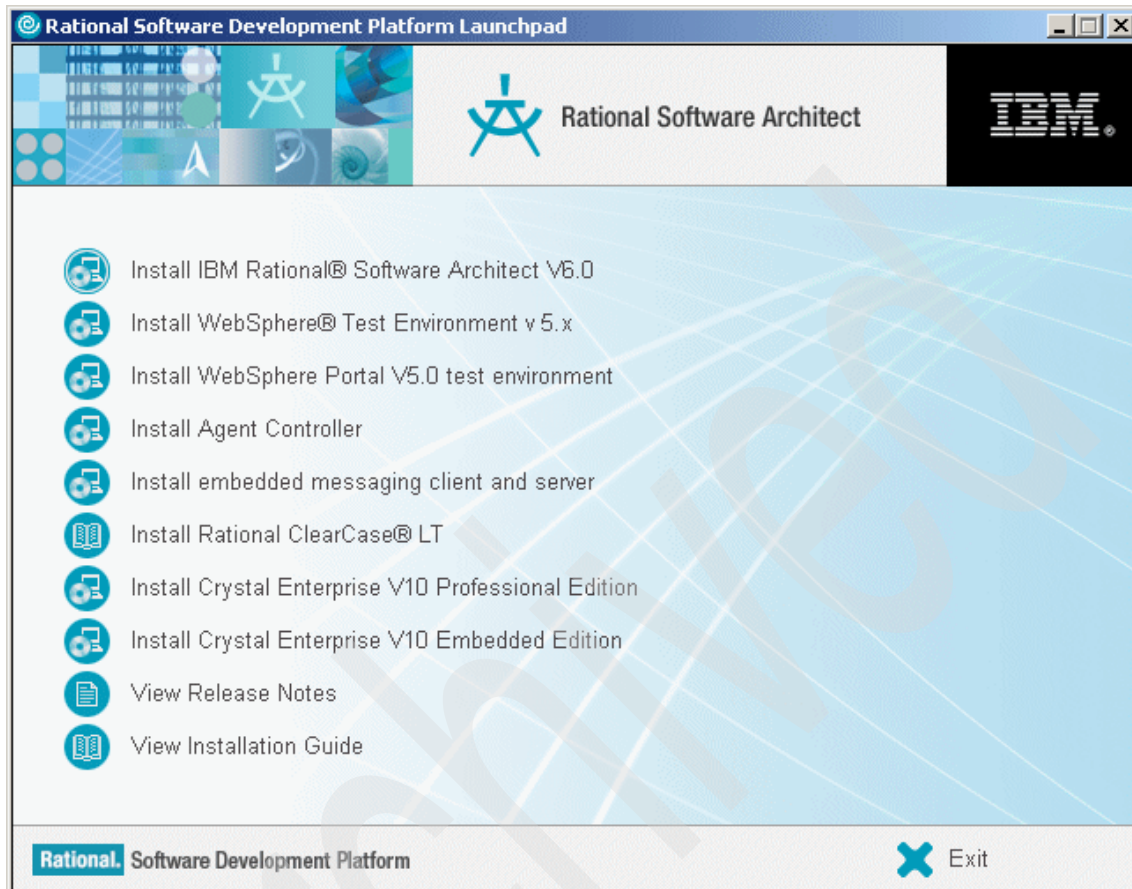 Rational Software Development Platform Launchpad
Rational Software Architect
IBM®
Install IBM Rational® Software Architect V6.0
Install WebSphere® Test Environment v 5.x
Install WebSphere Portal V5.0 test environment
Install Agent Controller
Install embedded messaging client and server
Install Rational ClearCase® LT
Install Crystal Enterprise V10 Professional Edition
Install Crystal Enterprise V10 Embedded Edition
View Release Notes
View Installation Guide
Rational. Software Development Platform
Exit